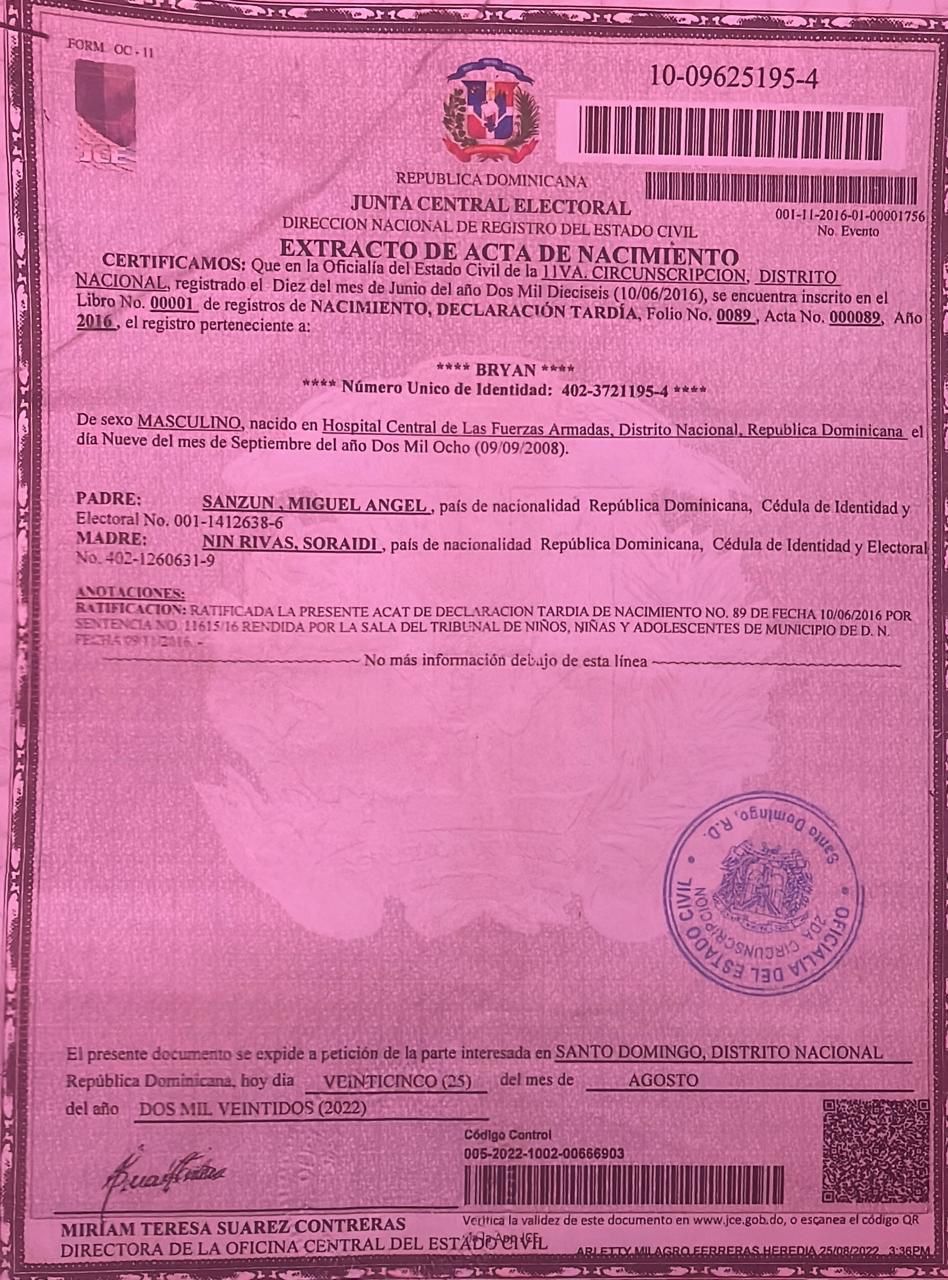 FORM OC-11
10-09625195-4
JCE
REPUBLICA DOMINICANA
JUNTA CENTRAL ELECTORAL
001-11-2016-01-00001756
DIRECCION NACIONAL DE REGISTRO DEL ESTADO CIVIL
No. Evento
EXTRACTO DE ACTA DE NACIMIENTO
CERTIFICAMOS: Que en la Oficialía del Estado Civil de la 11VA. CIRCUNSCRIPCION, DISTRITO
NACIONAL, registrado el Diez del mes de Junio del año Dos Mil Dieciseis (10/06/2016), se encuentra inscrito en el
Libro No. 00001 de registros de NACIMIENTO, DECLARACIÓN TARDÍA, Folio No. 0089, Acta No. 000089, Año
2016, el registro perteneciente a:
**** BRYAN ****
**** Número Unico de Identidad: 402-3721195-4 ****
De sexo MASCULINO, nacido en Hospital Central de Las Fuerzas Armadas, Distrito Nacional, Republica Dominicana el
día Nueve del mes de Septiembre del año Dos Mil Ocho (09/09/2008).
PADRE: SANZUN , MIGUEL ANGEL, país de nacionalidad República Dominicana, Cédula de Identidad y
Electoral No. 001-1412638-6
MADRE: NIN RIVAS, SORAIDI, país de nacionalidad República Dominicana, Cédula de Identidad y Electoral
No. 402-1260631-9
ANOTACIONES:
RATIFICACION: RATIFICADA LA PRESENTE ACAT DE DECLARACION TARDIA DE NACIMIENTO NO. 89 DE FECHA 10/06/2016 POR
SENTENCIA NO. 11615/16 RENDIDA POR LA SALA DEL TRIBUNAL DE NIÑOS, NIÑAS Y ADOLESCENTES DE MUNICIPIO DE D. N.
FECHA 09/11/2016. -
No más información debajo de esta línea
OFICIALIA DEL ESTADO CIVIL
2DA CIRCUNSCRIPCION
Santo Domingo, R.D.
El presente documento se expide a petición de la parte interesada en SANTO DOMINGO, DISTRITO NACIONAL
República Dominicana, hoy dia VEINTICINCO (25) del mes de AGOSTO
del año DOS MIL VEINTIDOS (2022)
Código Control
005-2022-1002-00666903
MIRIAM TERESA SUAREZ CONTRERAS
Verifica la validez de este documento en www.jce.gob.do, o escanea el código QR
DIRECTORA DE LA OFICINA CENTRAL DEL ESTADO CIVIL
App JCE
ARLETTY MILAGRO FERRERAS HEREDIA 25/08/2022 3:36PM